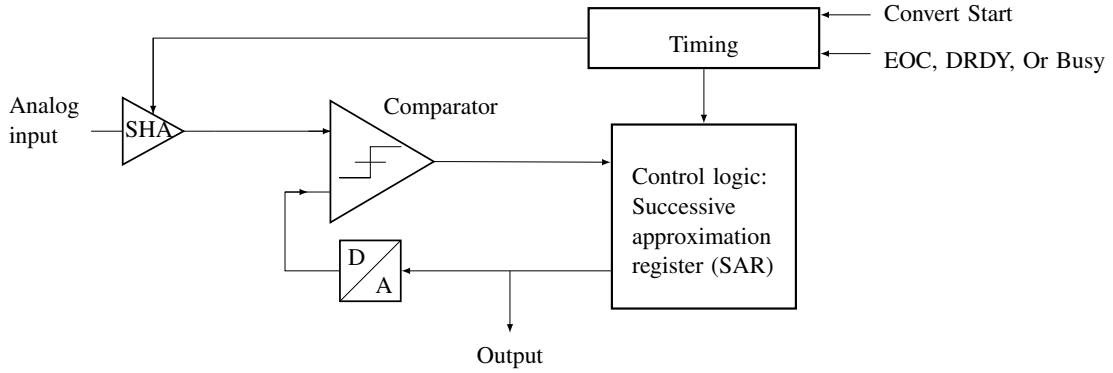 Convert Start
Timing
EOC, DRDY, Or Busy
Analog
input
SHA
Comparator
Control logic:
Successive
approximation
register (SAR)
D
A
Output